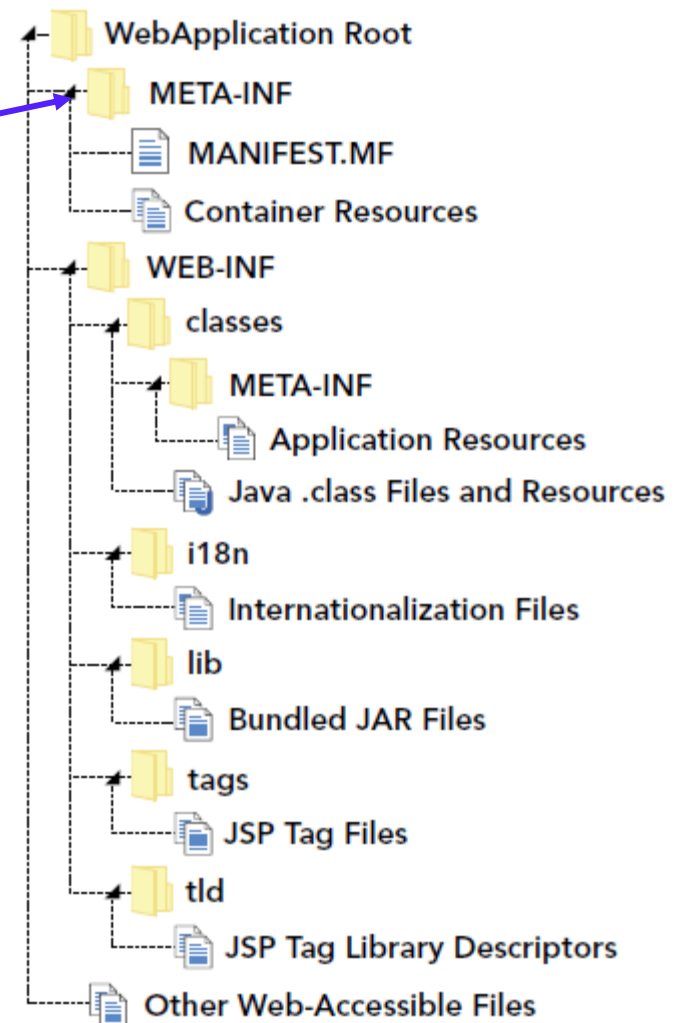 WebApplication Root
META-INF
MANIFEST.MF
Container Resources
WEB-INF
classes
META-INF
Application Resources
Java .class Files and Resources
i18n
Internationalization Files
lib
Bundled JAR Files
tags
JSP Tag Files
tld
JSP Tag Library Descriptors
Other Web-Accessible Files